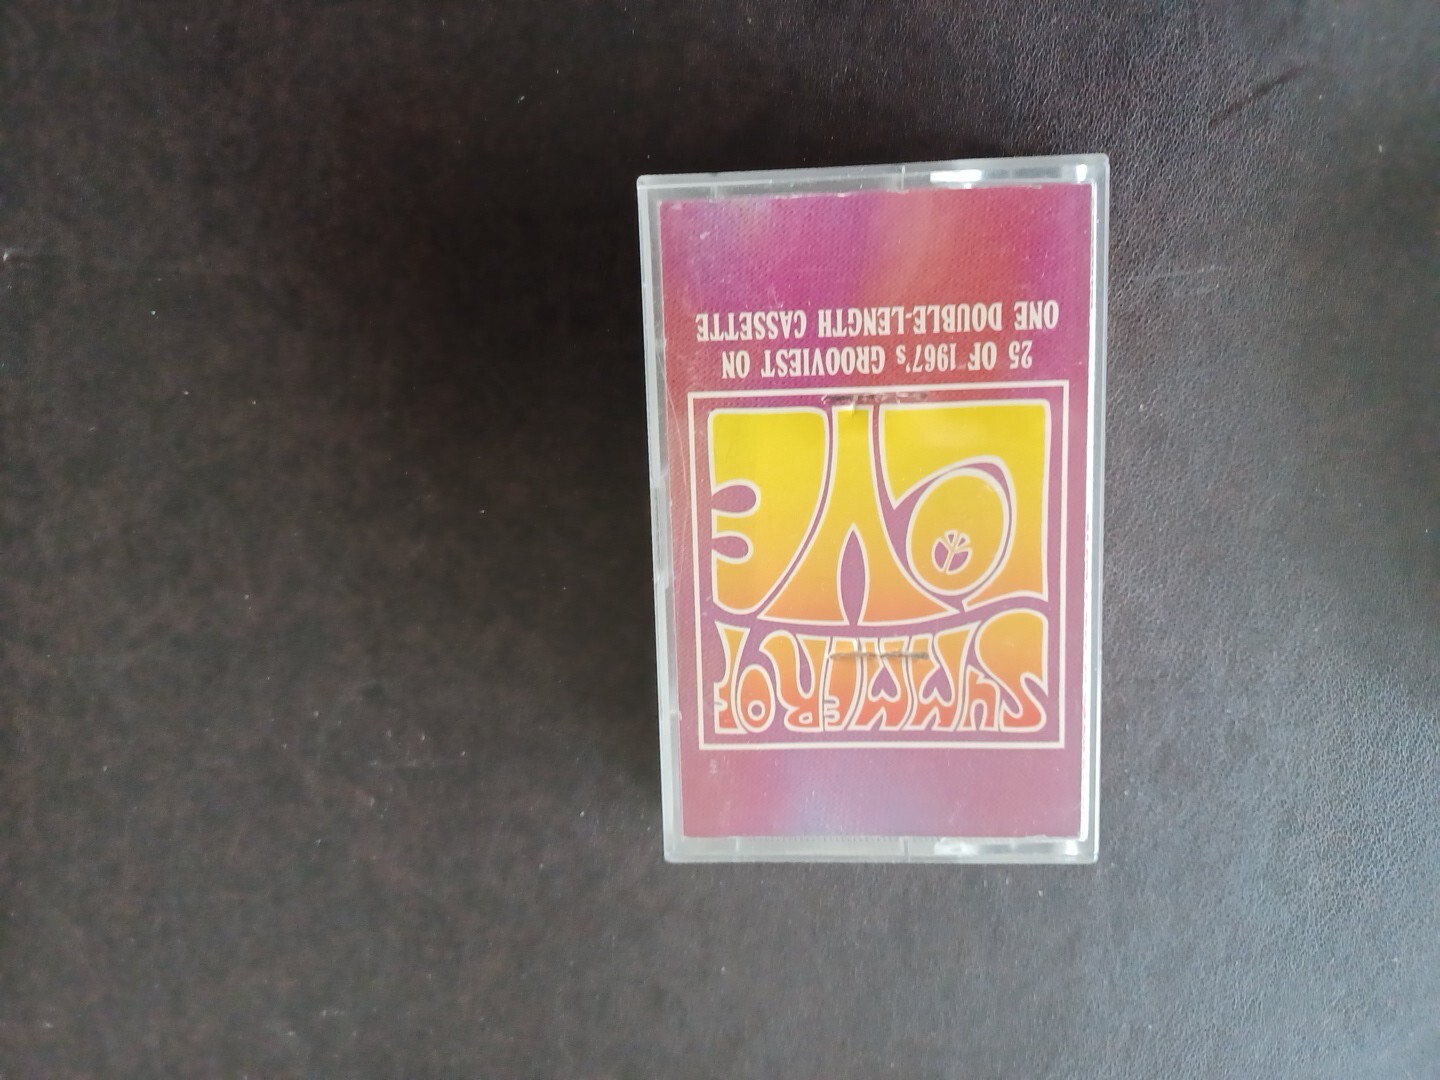 SUMMER OF
LOVE
25 OF 1967's GROOVIEST ON
ONE DOUBLE-LENGTH CASSETTE